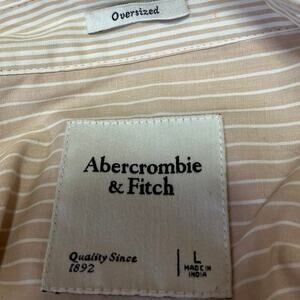 Oversized
Abercrombie
& Fitch
Quality Since
1892
L
MADE IN
INDIA